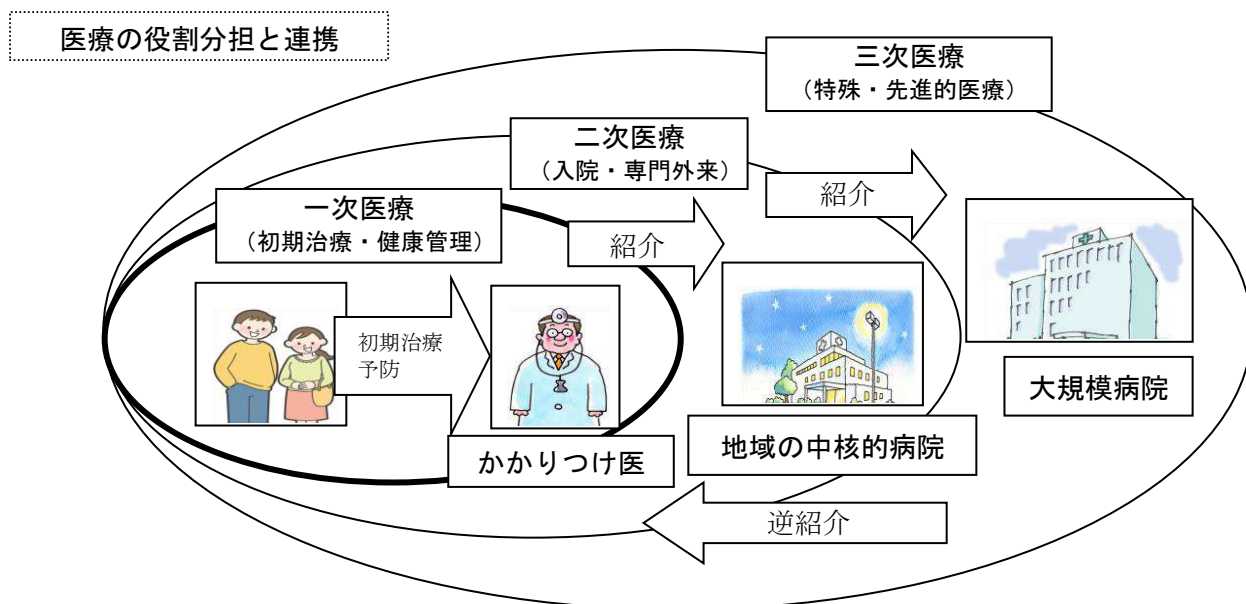 医療の役割分担と連携
三次医療
（特殊・先進的医療）
二次医療
（入院・専門外来）
紹介
一次医療
（初期治療・健康管理）
紹介
初期治療
予防
大規模病院
かかりつけ医
地域の中核的病院
逆紹介